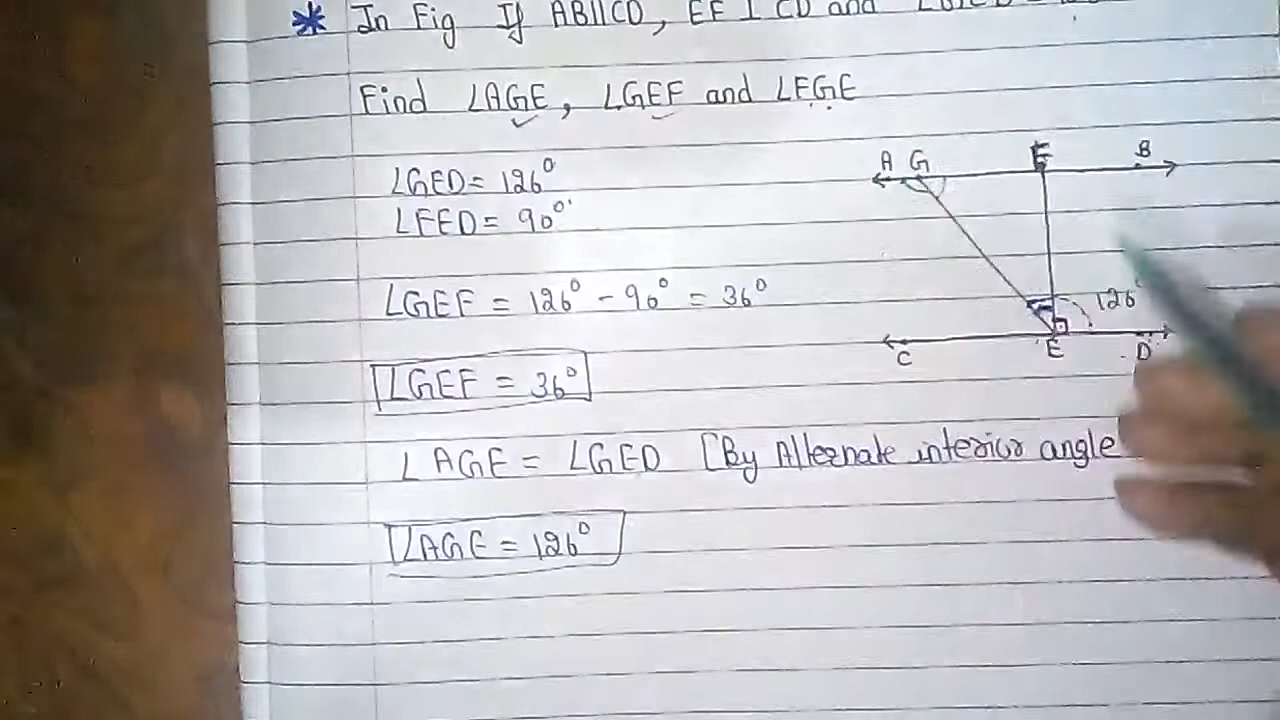 * In Fig If AB||CD, EF ⊥ CD and
Find ∠AGE, ∠GEF and ∠FGE
∠GED = 126°
∠FED = 90°
∠GEF = 126° - 90° = 36°
∠GEF = 36°
∠AGE = ∠GED [By Alternate interior angle
∠AGE = 126°
A G F B
126°
C E D